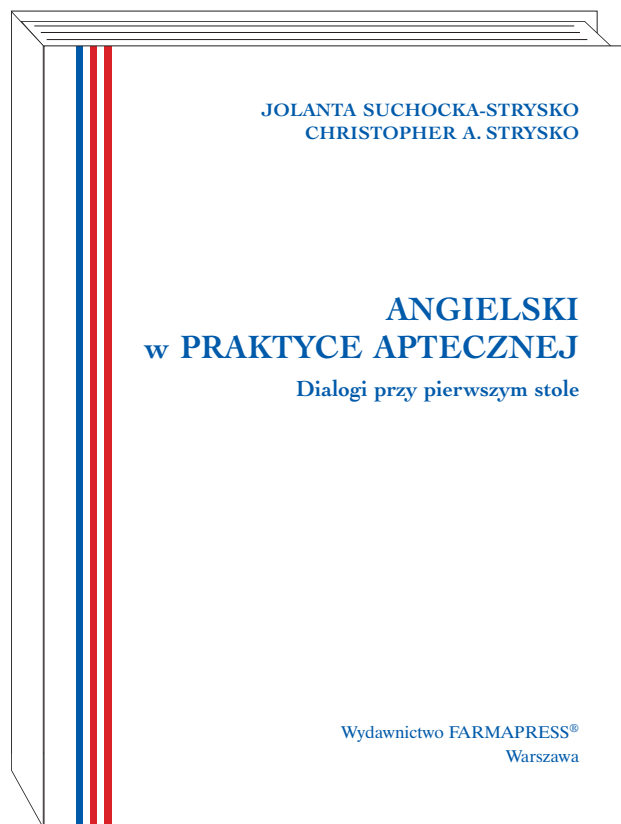 JOLANTA SUCHOCKA-STRYSKO
CHRISTOPHER A. STRYSKO
ANGIELSKI
w PRAKTYCE APTECZNEJ
Dialogi przy pierwszym stole
Wydawnictwo FARMAPRESS®
Warszawa